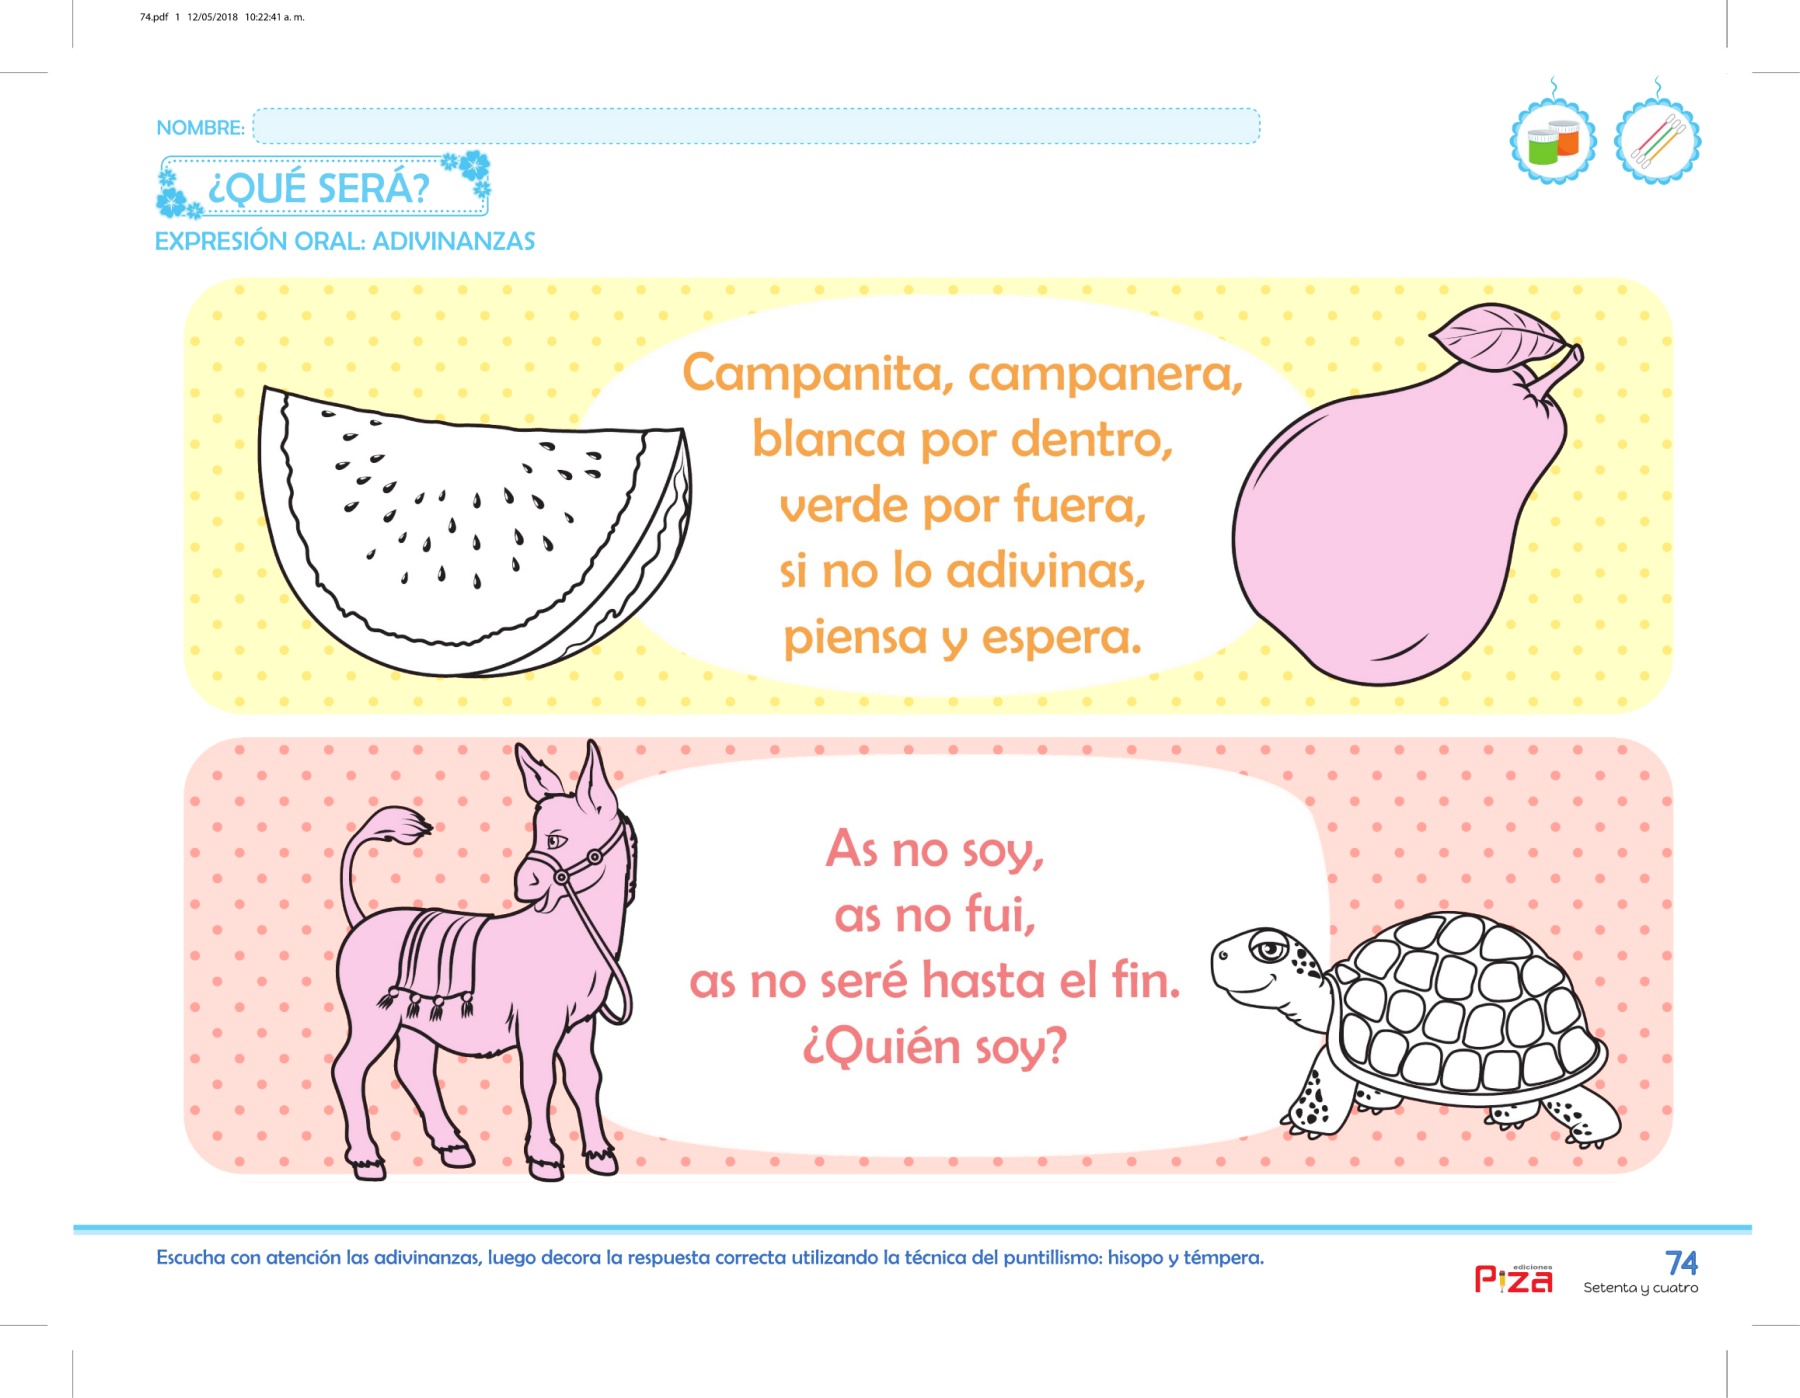 74.pdf 1 12/05/2018 10:22:41 a. m.
NOMBRE:
¿QUÉ SERÁ?
EXPRESIÓN ORAL: ADIVINANZAS
Campanita, campanera,
blanca por dentro,
verde por fuera,
si no lo adivinas,
piensa y espera.
As no soy,
as no fui,
as no seré hasta el fin.
¿Quién soy?
Escucha con atención las adivinanzas, luego decora la respuesta correcta utilizando la técnica del puntillismo: hisopo y témpera.
ediciones
Piza
74
Setenta y cuatro